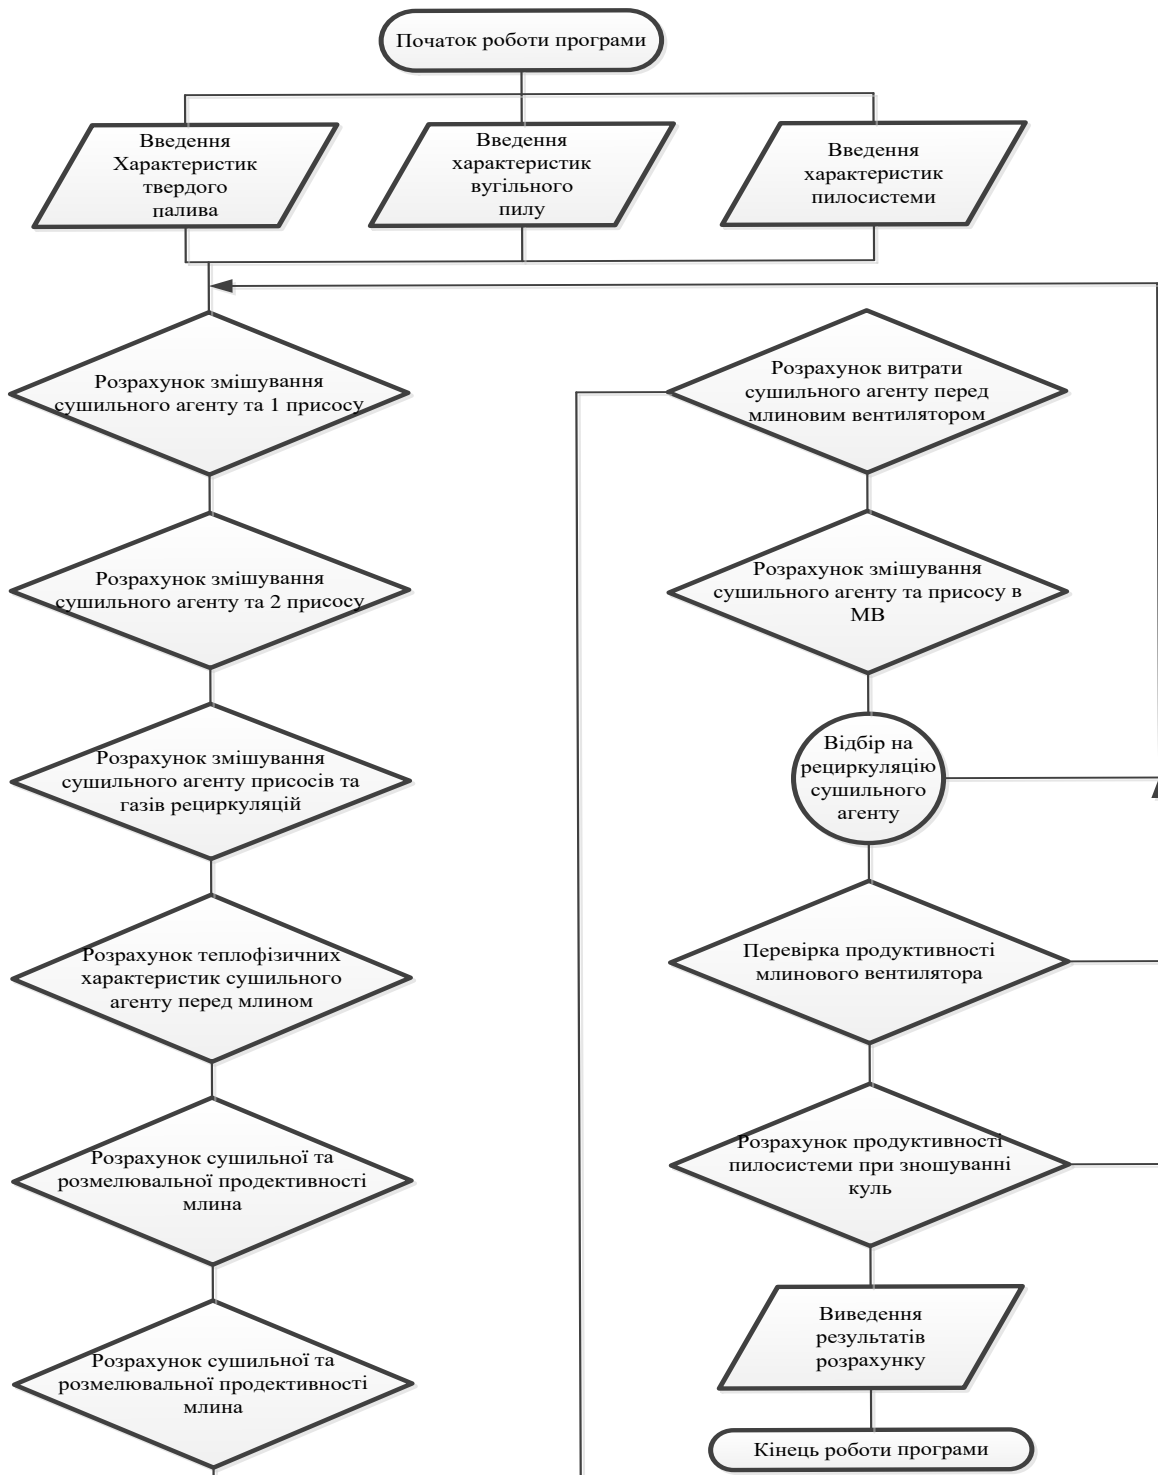 Початок роботи програми
Введення
Характеристик
твердого
палива
Введення
характеристик
вугільного
пилу
Введення
характеристик
пилосистеми
Розрахунок змішування
сушильного агенту та 1 присосу
Розрахунок змішування
сушильного агенту та 2 присосу
Розрахунок змішування
сушильного агенту присосів та
газів рециркуляцій
Розрахунок теплофізичних
характеристик сушильного
агенту перед млином
Розрахунок сушильної та
розмелювальної продективності
млина
Розрахунок сушильної та
розмелювальної продективності
млина
Розрахунок витрати
сушильного агенту перед
млиновим вентилятором
Розрахунок змішування
сушильного агенту та присосу в
МВ
Відбір на
рециркуляцію
сушильного
агенту
Перевірка продуктивності
млинового вентилятора
Розрахунок продуктивності
пилосистеми при зношуванні
куль
Виведення
результатів
розрахунку
Кінець роботи програми